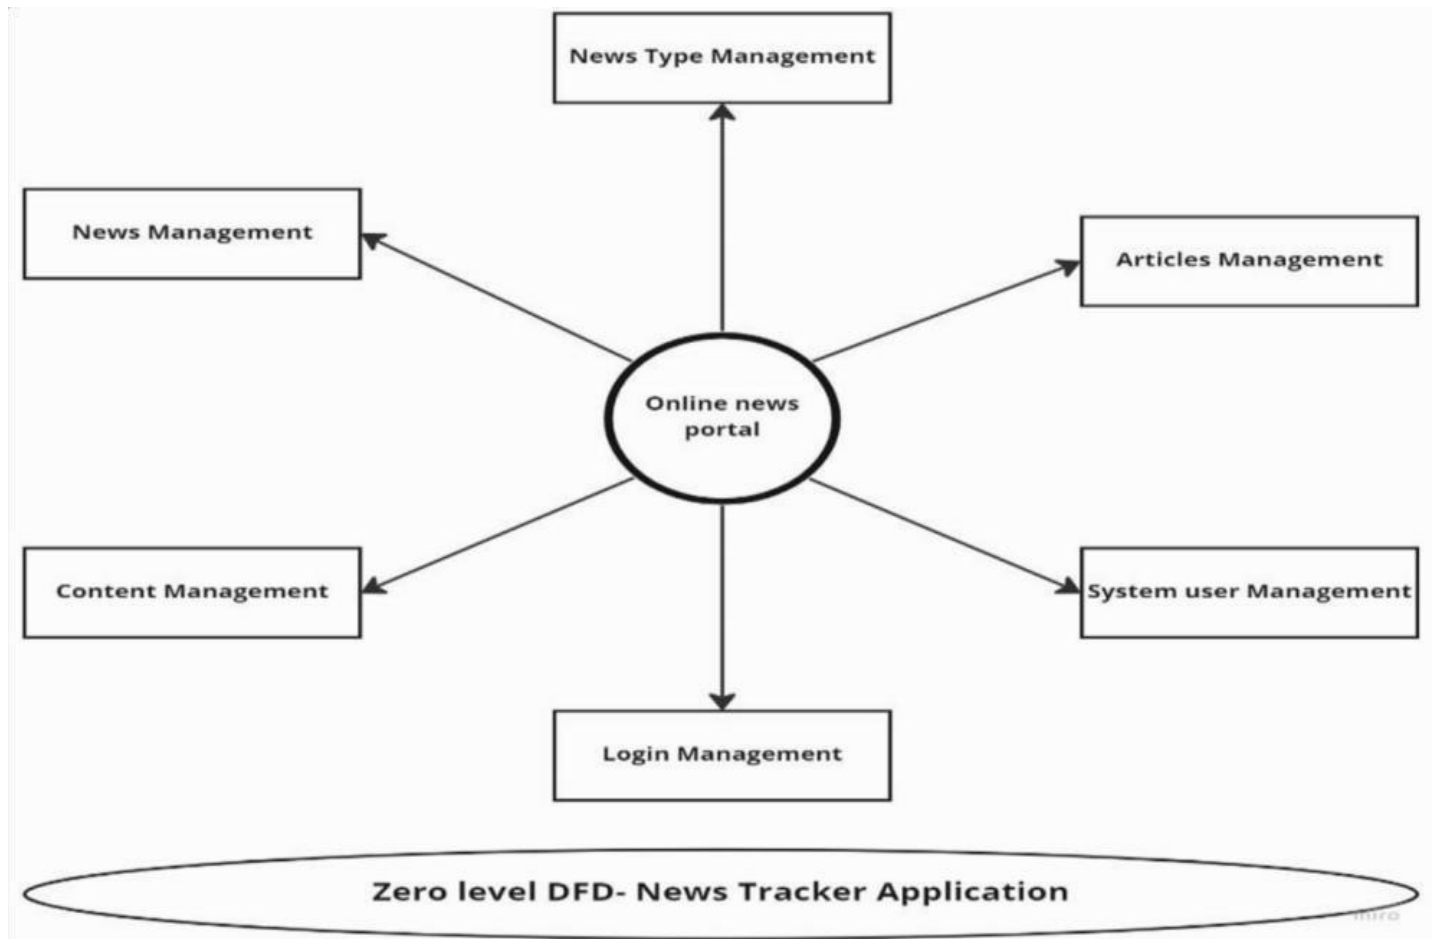 News Type Management
News Management
Articles Management
Online news
portal
Content Management
System user Management
Login Management
Zero level DFD- News Tracker Application
miro